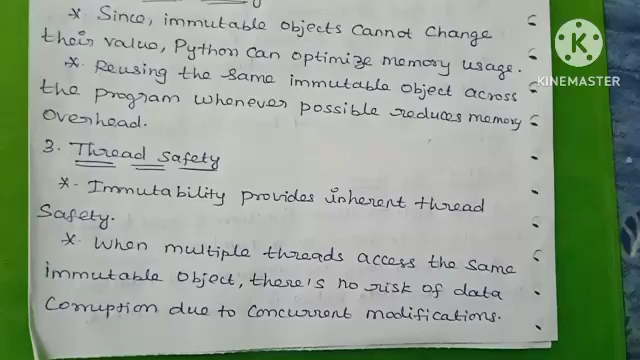 * Since, immutable objects cannot change
their value, Python can optimize memory usage.
* Reusing the same immutable object across
the program whenever possible reduces memory
overhead.
3. Thread Safety
* Immutability provides inherent thread
Safety.
* When multiple threads access the same
immutable object, there's no risk of data
Corruption due to concurrent modifications.
K
KINEMASTER